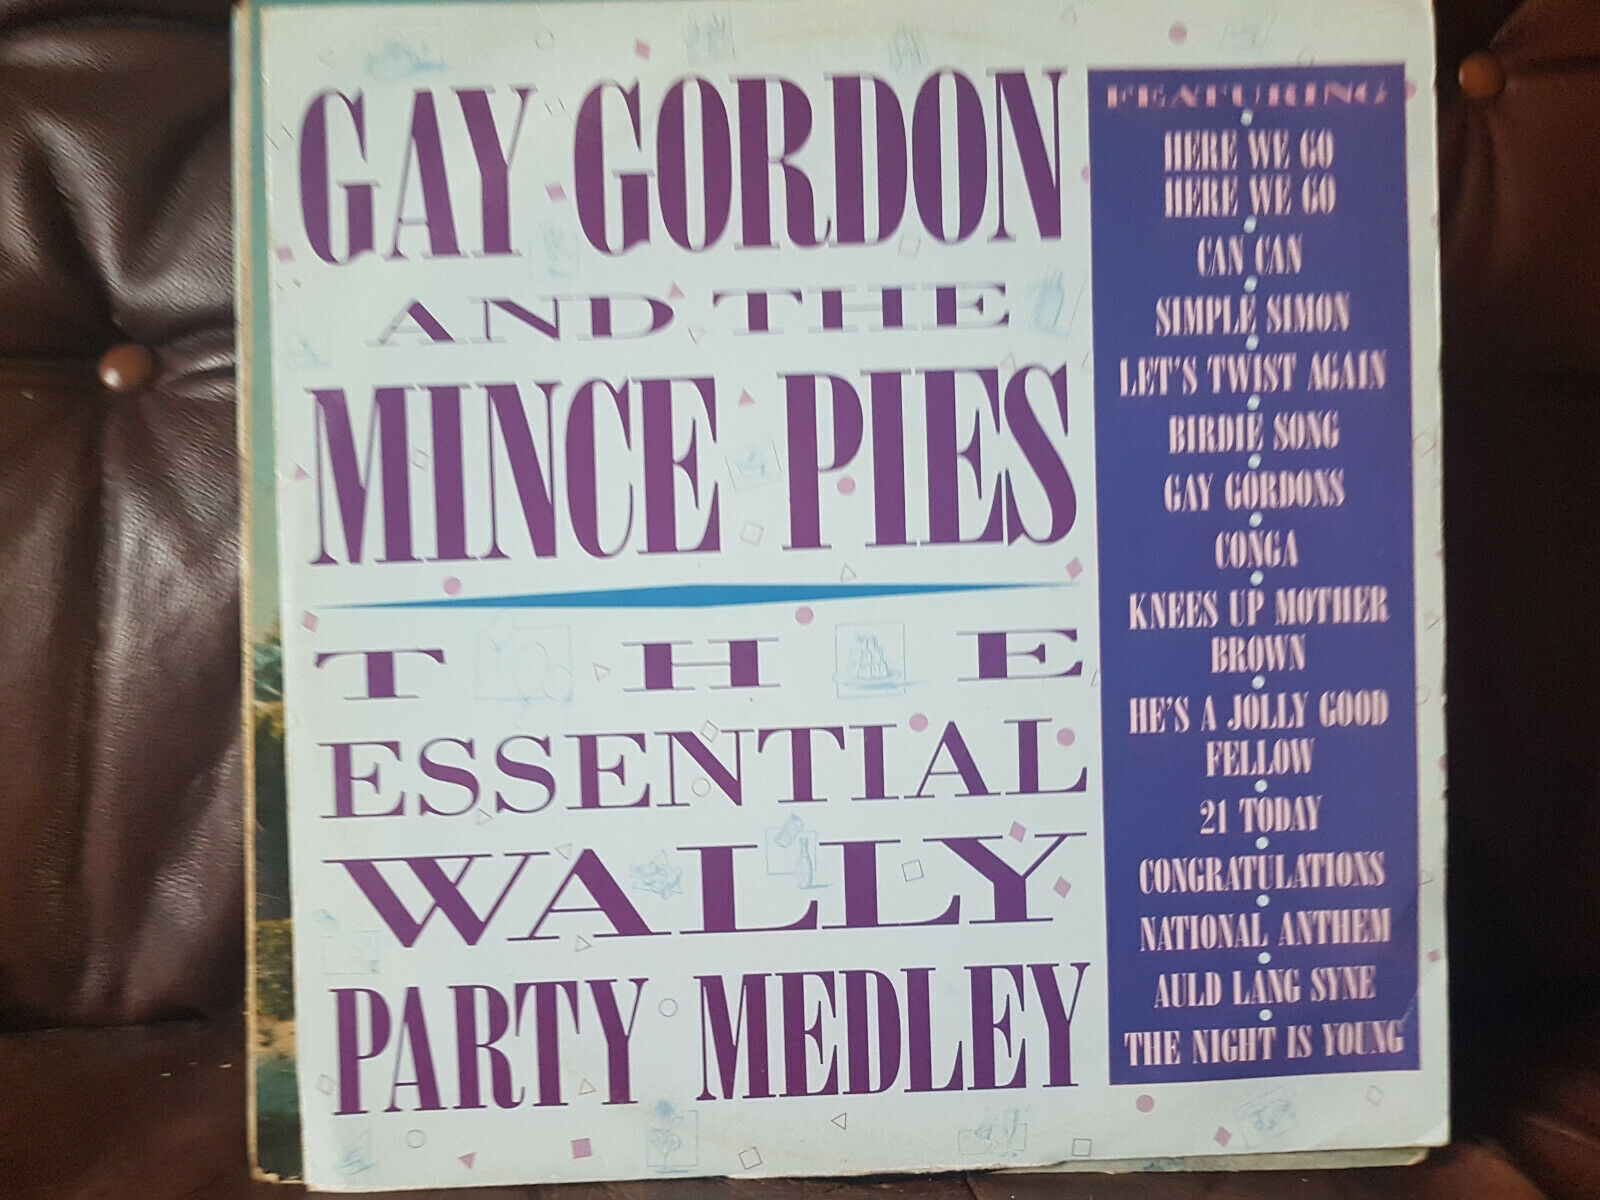 GAY GORDON
AND THE
MINCE PIES
THE
ESSENTIAL
WALLY
PARTY MEDLEY
FEATURING
HERE WE GO
HERE WE GO
CAN CAN
SIMPLE SIMON
LET'S TWIST AGAIN
BIRDIE SONG
GAY GORDONS
CONGA
KNEES UP MOTHER
BROWN
HE'S A JOLLY GOOD
FELLOW
21 TODAY
CONGRATULATIONS
NATIONAL ANTHEM
AULD LANG SYNE
THE NIGHT IS YOUNG